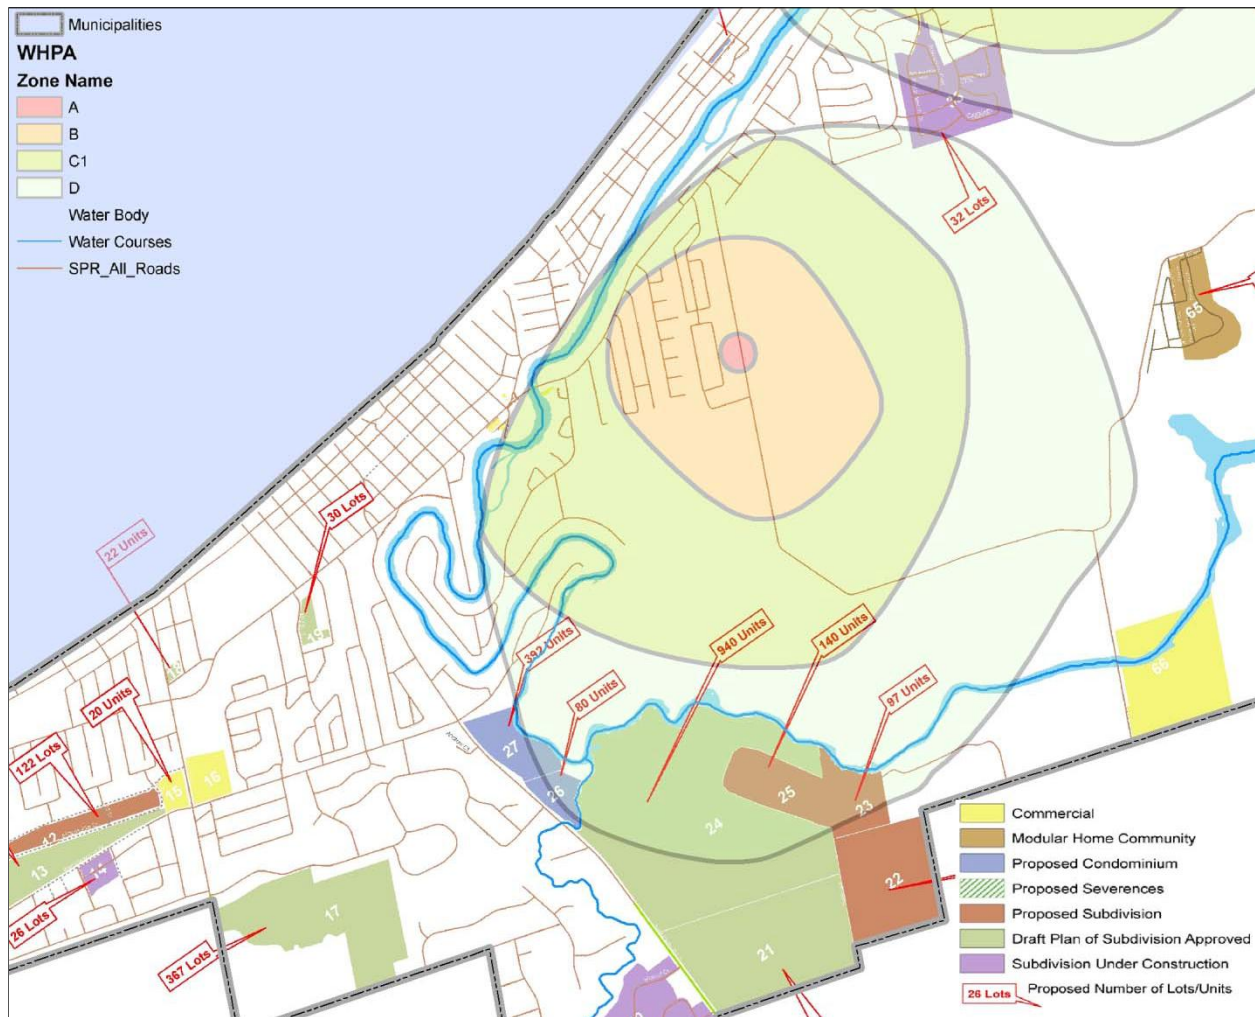 Municipalities
WHPA
Zone Name
A
B
C1
D
Water Body
Water Courses
SPR_All_Roads
32 Lots
65
30 Lots
22 Units
19
18
392 Units
940 Units
140 Units
80 Units
97 Units
66
20 Units
122 Lots
27
16
15
26
25
23
24
12
13
14
22
17
21
26 Lots
367 Lots
Commercial
Modular Home Community
Proposed Condominium
Proposed Severences
Proposed Subdivision
Draft Plan of Subdivision Approved
Subdivision Under Construction
26 Lots Proposed Number of Lots/Units